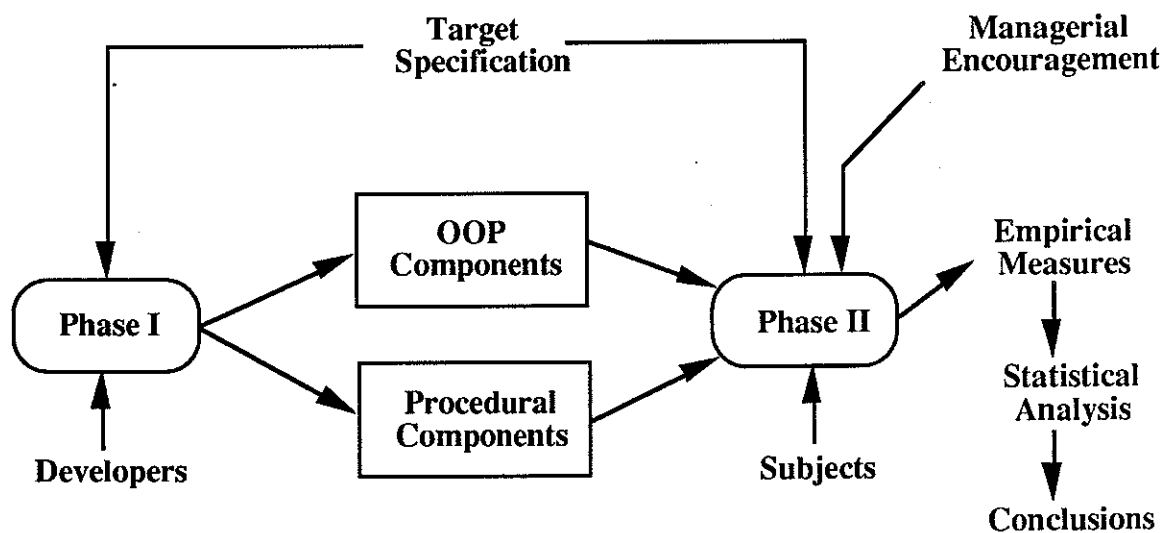 Target
Specification
Managerial
Encouragement
OOP
Components
Empirical
Measures
Phase I
Phase II
Procedural
Components
Statistical
Analysis
Developers
Subjects
Conclusions